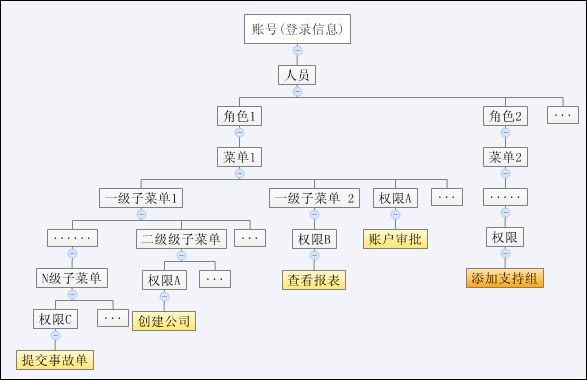 账号(登录信息)
人员
角色1
角色2
···
菜单1
菜单2
一级子菜单1
一级子菜单 2
权限A
···
·····
······
二级级子菜单
···
权限B
账户审批
权限
N级子菜单
权限A
···
查看报表
添加支持组
权限C
···
创建公司
提交事故单